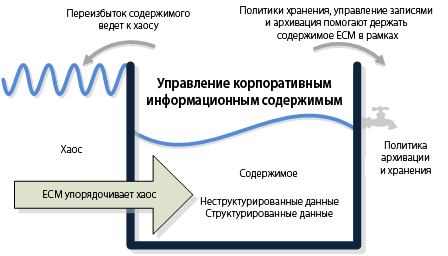 Переизбыток содержимого
ведет к хаосу
Политики хранения, управление записями
и архивация помогают держать
содержимое ECM в рамках
Управление корпоративным
информационным содержимым
Хаос
ECM упорядочивает хаос
Содержимое
Неструктурированные данные
Структурированные данные
Политика
архивации
и хранения